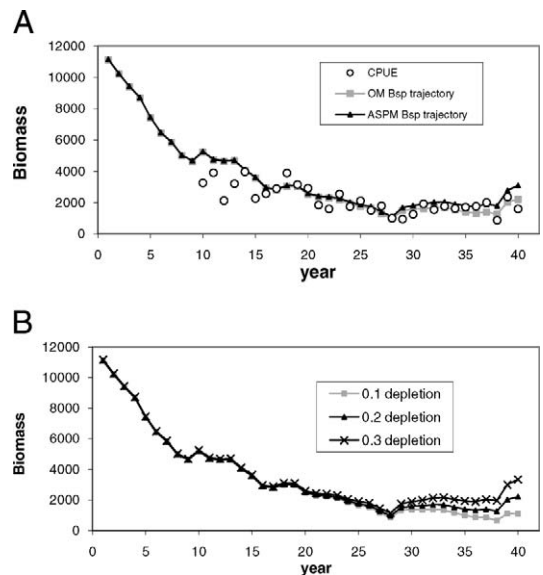 A
12000
10000
8000
6000
4000
2000
0
Biomass
CPUE
OM Bsp trajectory
ASPM Bsp trajectory
0 5 10 15 20 25 30 35 40
year
B
12000
10000
8000
6000
4000
2000
0
Biomass
0.1 depletion
0.2 depletion
0.3 depletion
0 5 10 15 20 25 30 35 40
year